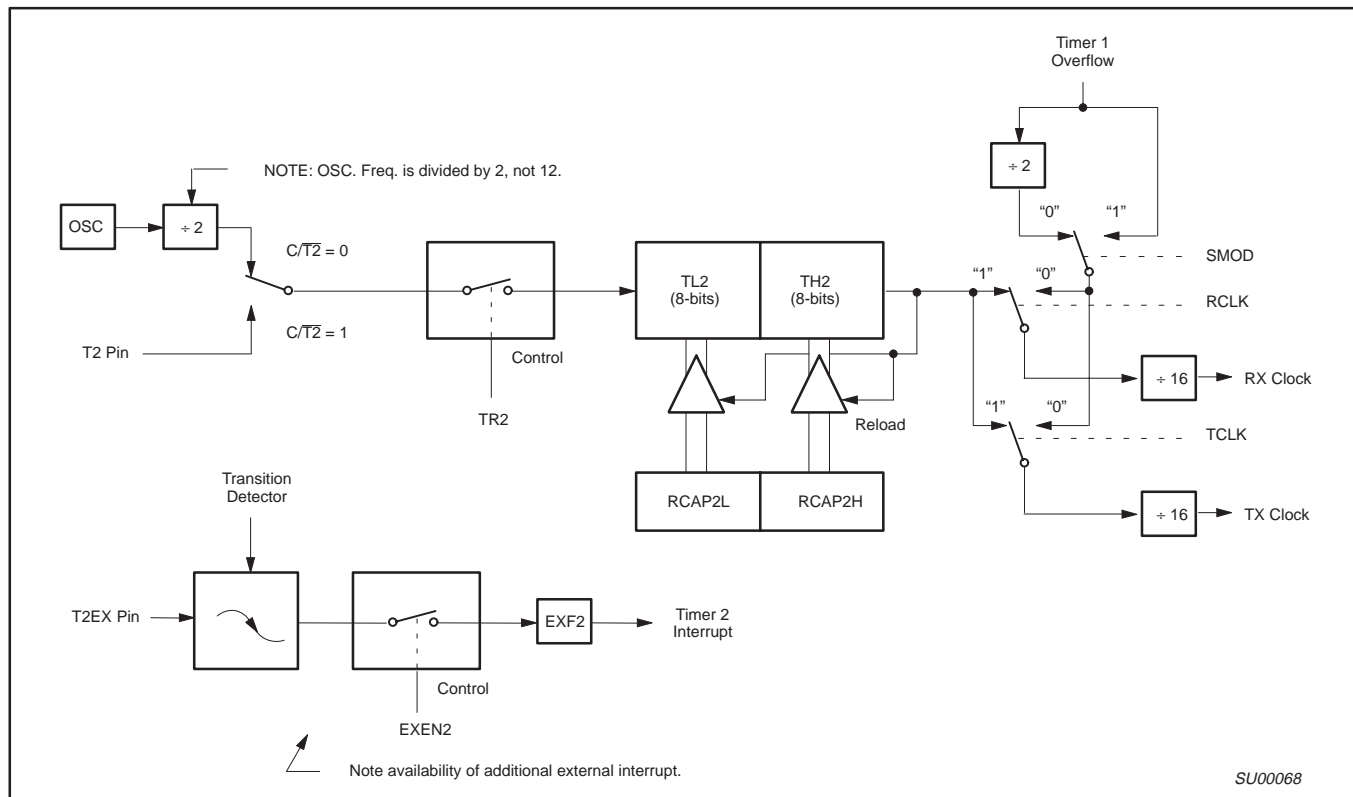 Timer 1
Overflow
NOTE: OSC. Freq. is divided by 2, not 12.
÷ 2
“0”
“1”
OSC
÷ 2
C/T2 = 0
SMOD
TL2
(8-bits)
TH2
(8-bits)
“1”
“0”
RCLK
C/T2 = 1
T2 Pin
Control
÷ 16
RX Clock
TR2
Reload
“1”
“0”
TCLK
Transition
Detector
RCAP2L
RCAP2H
÷ 16
TX Clock
T2EX Pin
EXF2
Timer 2
Interrupt
Control
EXEN2
Note availability of additional external interrupt.
SU00068